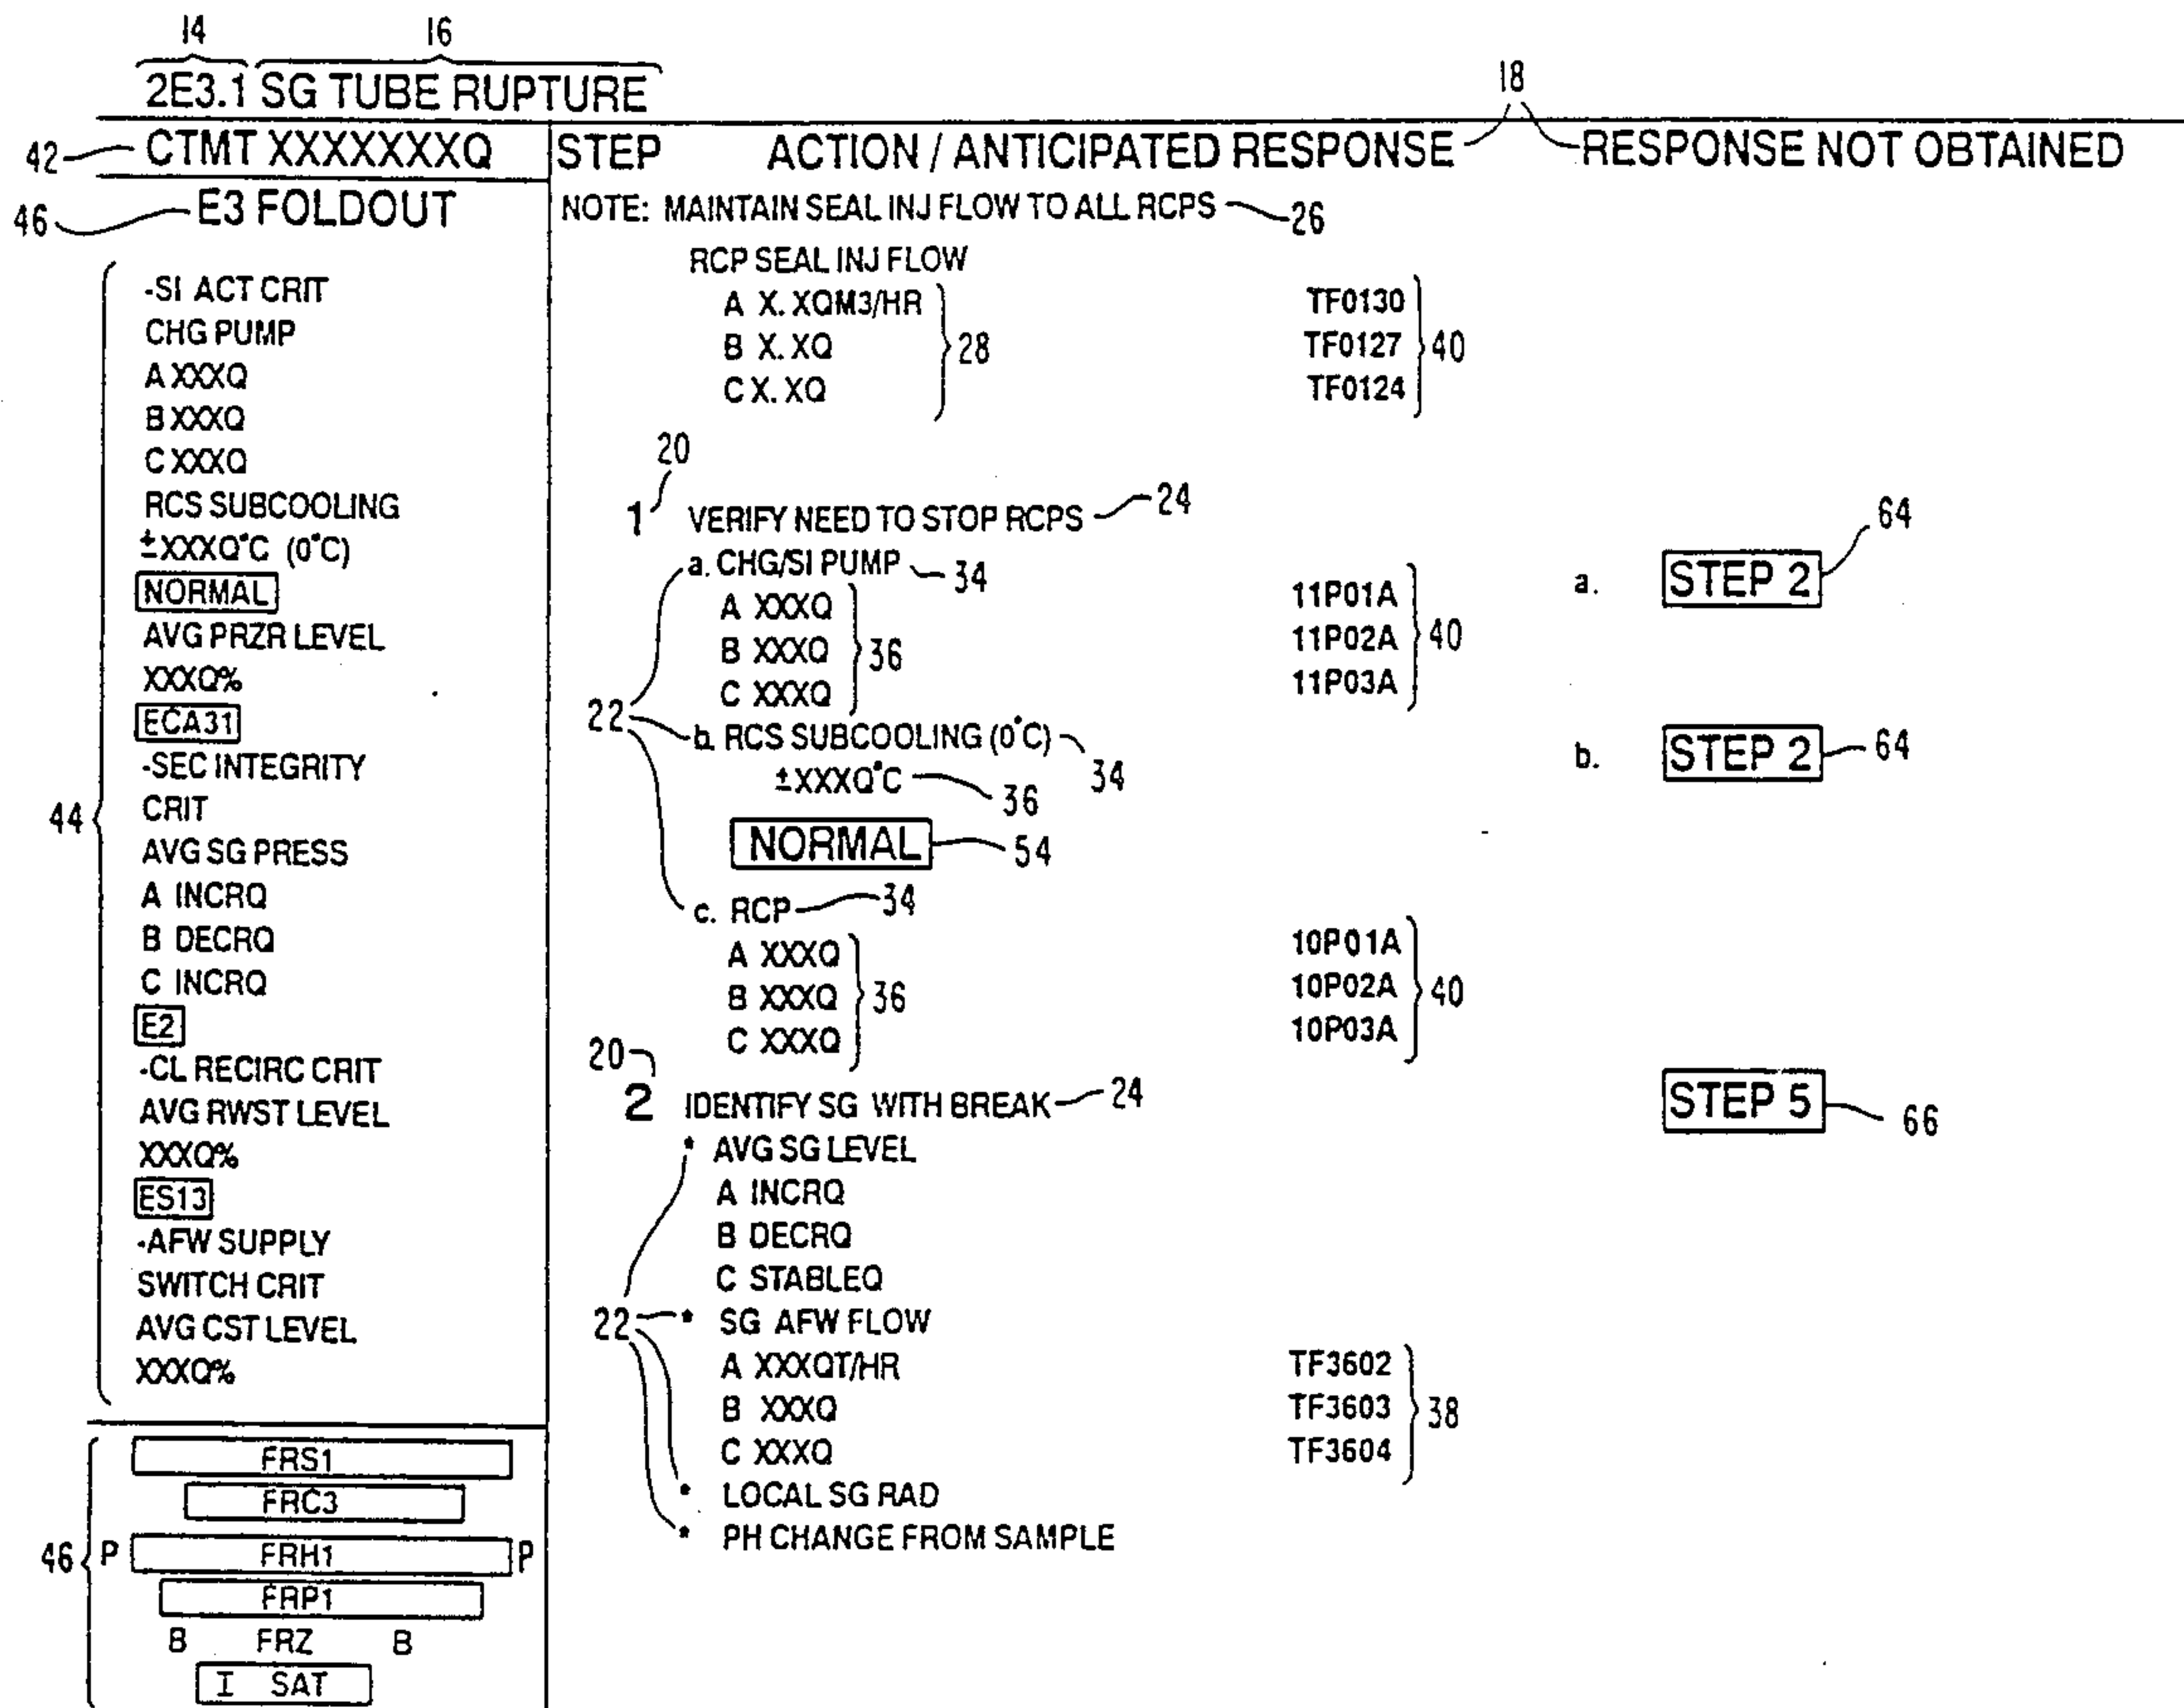 14 16
2E3.1 SG TUBE RUPTURE
18
42 CTMT XXXXXXXQ
STEP ACTION / ANTICIPATED RESPONSE RESPONSE NOT OBTAINED
46 E3 FOLDOUT
44
-SI ACT CRIT
CHG PUMP
A XXXQ
B XXXQ
C XXXQ
RCS SUBCOOLING
±XXXQ°C (0°C)
NORMAL
AVG PRZR LEVEL
XXXQ%
ECA31
-SEC INTEGRITY
CRIT
AVG SG PRESS
A INCRQ
B DECRQ
C INCRQ
E2
-CL RECIRC CRIT
AVG RWST LEVEL
XXXQ%
ES13
-AFW SUPPLY
SWITCH CRIT
AVG CST LEVEL
XXXQ%
46
FRS1
FRC3
P FRH1 P
FRP1
B FRZ B
I SAT
NOTE: MAINTAIN SEAL INJ FLOW TO ALL RCPS 26
RCP SEAL INJ FLOW
A X. XQM3/HR TF0130
B X. XQ 28 TF0127 40
C X. XQ TF0124
20
1 VERIFY NEED TO STOP RCPS 24
a. CHG/SI PUMP 34 a. STEP 2 64
A XXXQ 11P01A
B XXXQ 36 11P02A 40
C XXXQ 11P03A
22
b. RCS SUBCOOLING (0°C) 34 b. STEP 2 64
±XXXQ°C 36
NORMAL 54
c. RCP 34
A XXXQ 10P01A
B XXXQ 36 10P02A 40
C XXXQ 10P03A
20
2 IDENTIFY SG WITH BREAK 24 STEP 5 66
* AVG SG LEVEL
A INCRQ
B DECRQ
C STABLEQ
22 * SG AFW FLOW
A XXXQT/HR TF3602
B XXXQ TF3603 38
C XXXQ TF3604
* LOCAL SG RAD
* PH CHANGE FROM SAMPLE